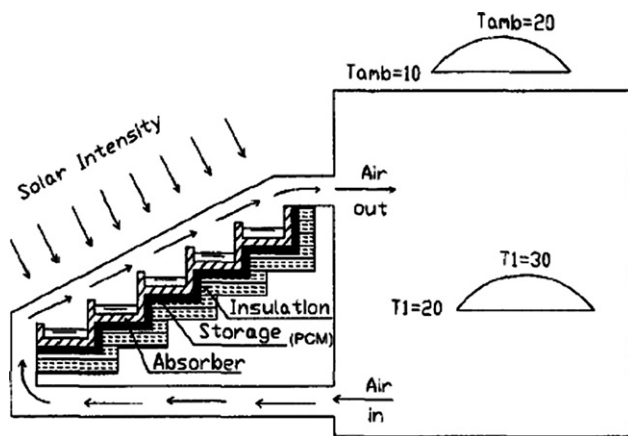 Tamb=20
Tamb=10
Solar Intensity
Air
out
T1=30
T1=20
Insulation
Storage (PCM)
Absorber
Air
in